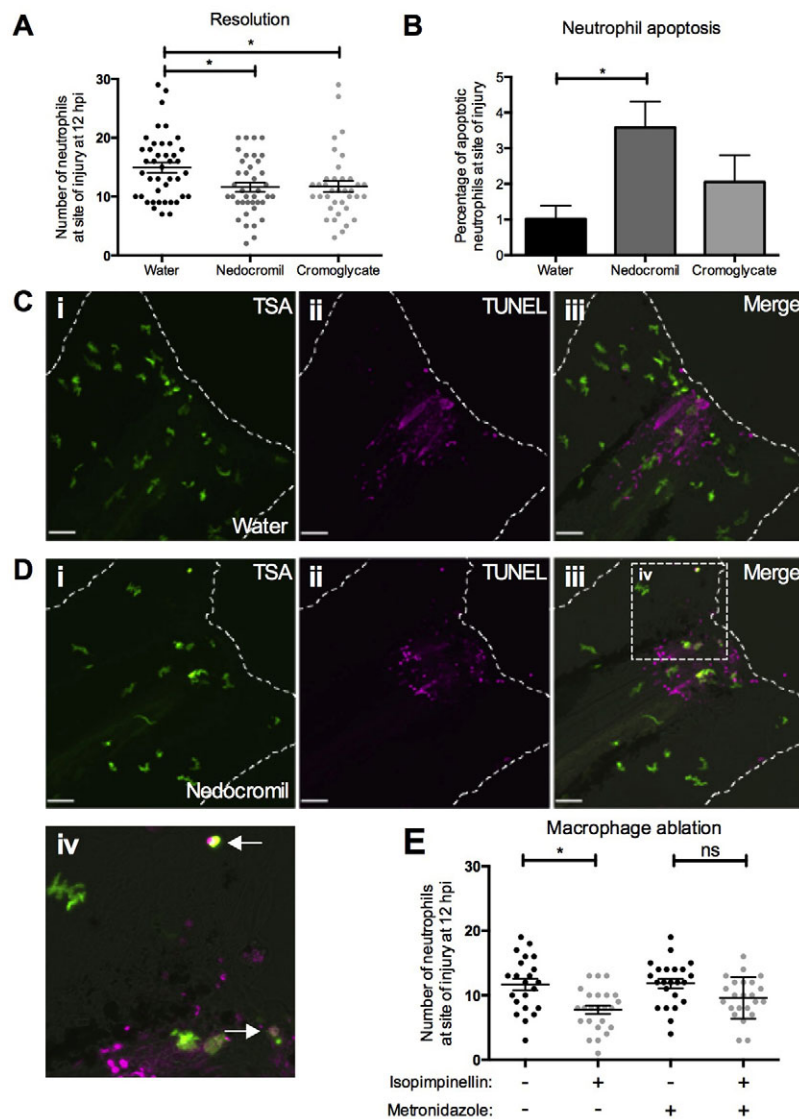 A
Resolution
*
*
Number of neutrophils
at site of injury at 12 hpi
30
20
10
0
Water
Nedocromil
Cromoglycate
B
Neutrophil apoptosis
*
Percentage of apoptotic
neutrophils at site of injury
5
4
3
2
1
0
Water
Nedocromil
Cromoglycate
C
i
TSA
Water
ii
TUNEL
iii
Merge
D
i
TSA
Nedocromil
ii
TUNEL
iii
iv
Merge
iv
E
Macrophage ablation
*
ns
Number of neutrophils
at site of injury at 12 hpi
30
20
10
0
Isopimpinellin: - + - +
Metronidazole: - - + +